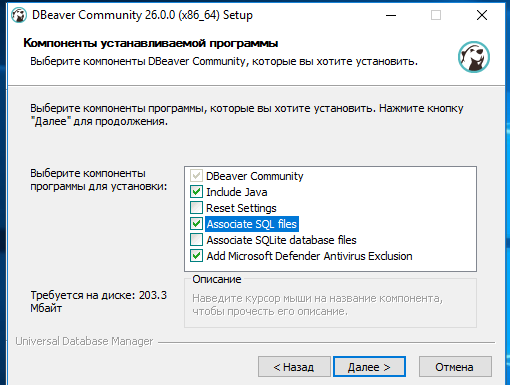 DBeaver Community 26.0.0 (x86_64) Setup
Компоненты устанавливаемой программы
Выберите компоненты DBeaver Community, которые вы хотите установить.
Выберите компоненты программы, которые вы хотите установить. Нажмите кнопку
"Далее" для продолжения.
Выберите компоненты
программы для установки:
DBeaver Community
Include Java
Reset Settings
Associate SQL files
Associate SQLite database files
Add Microsoft Defender Antivirus Exclusion
Требуется на диске: 203.3
Мбайт
Описание
Наведите курсор мыши на название компонента,
чтобы прочесть его описание.
Universal Database Manager
< Назад
Далее >
Отмена